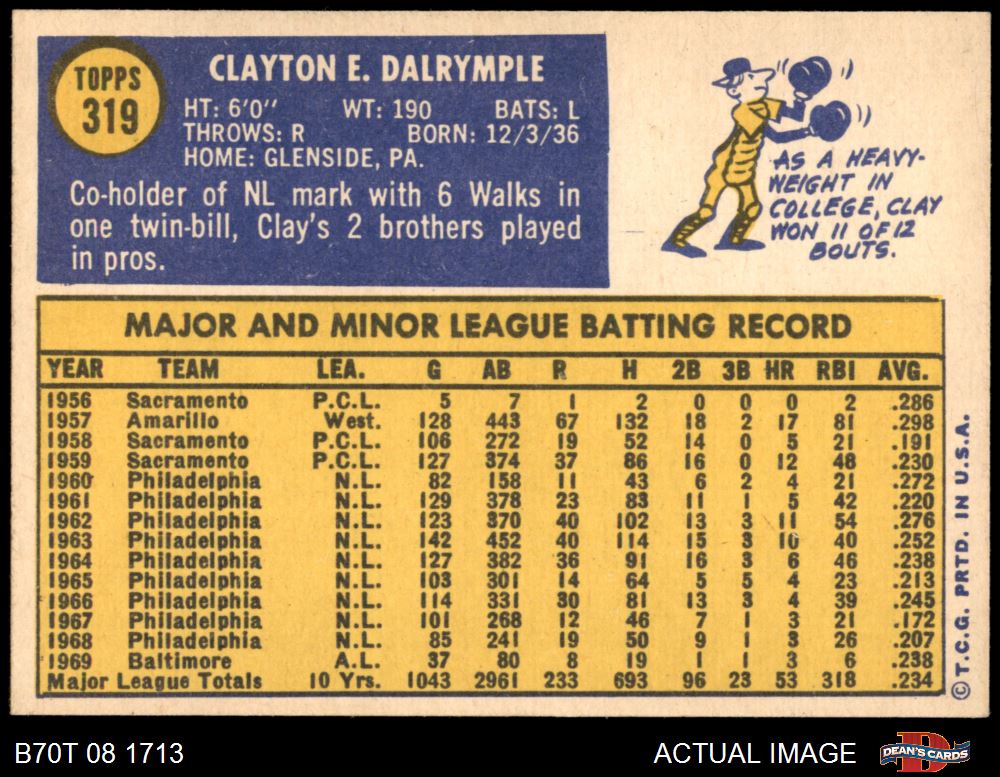 TOPPS
319
CLAYTON E. DALRYMPLE
HT: 6'0'' WT: 190 BATS: L
THROWS: R BORN: 12/3/36
HOME: GLENSIDE, PA.
Co-holder of NL mark with 6 Walks in
one twin-bill, Clay's 2 brothers played
in pros.
AS A HEAVY-
WEIGHT IN
COLLEGE, CLAY
WON 11 OF 12
BOUTS.
MAJOR AND MINOR LEAGUE BATTING RECORD
YEAR TEAM LEA. G AB R H 2B 3B HR RBI AVG.
1956 Sacramento P.C.L. 5 7 1 2 0 0 0 2 .286
1957 Amarillo West. 128 443 67 132 18 2 17 81 .298
1958 Sacramento P.C.L. 106 272 19 52 14 0 5 21 .191
1959 Sacramento P.C.L. 127 374 37 86 16 0 12 48 .230
1960 Philadelphia N.L. 82 158 11 43 6 2 4 21 .272
1961 Philadelphia N.L. 129 378 23 83 11 1 5 42 .220
1962 Philadelphia N.L. 123 370 40 102 13 3 11 54 .276
1963 Philadelphia N.L. 142 452 40 114 15 3 10 40 .252
1964 Philadelphia N.L. 127 382 36 91 16 3 6 46 .238
1965 Philadelphia N.L. 103 301 14 64 5 5 4 23 .213
1966 Philadelphia N.L. 114 331 30 81 13 3 4 39 .245
1967 Philadelphia N.L. 101 268 12 46 7 1 3 21 .172
1968 Philadelphia N.L. 85 241 19 50 9 1 3 26 .207
1969 Baltimore A.L. 37 80 8 19 1 1 3 6 .238
Major League Totals 10 Yrs. 1043 2961 233 693 96 23 53 318 .234
© T.C.G. PRTD. IN U.S.A.
B70T 08 1713 ACTUAL IMAGE DEAN'S CARDS